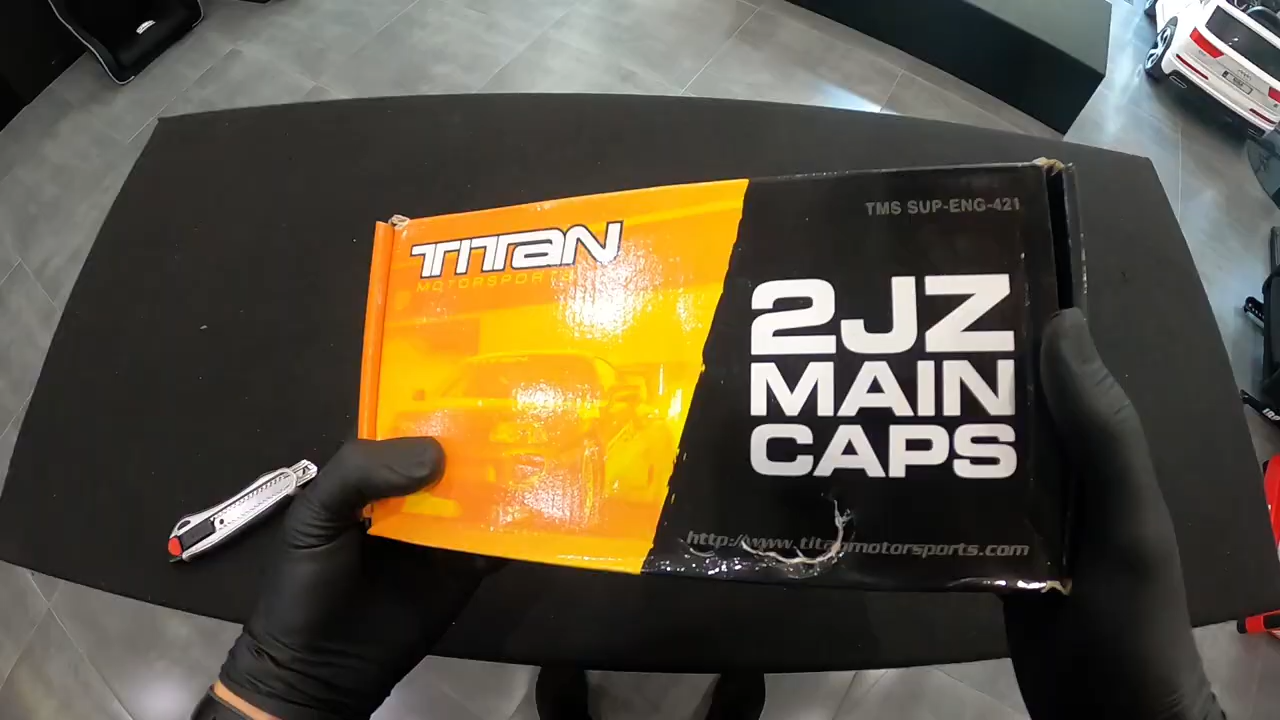 TITAN
MOTORSPORTS
TMS SUP-ENG-421
2JZ
MAIN
CAPS
http://www.titanmotorsports.com